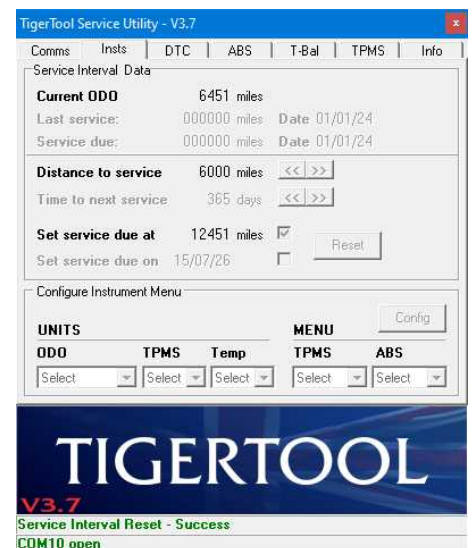 TigerTool Service Utility - V3.7 x
Comms Insts DTC ABS T-Bal TPMS Info
Service Interval Data
Current ODO 6451 miles
Last service: 000000 miles Date 01/01/24
Service due: 000000 miles Date 01/01/24
Distance to service 6000 miles << >>
Time to next service 365 days << >>
Set service due at 12451 miles
Reset
Set service due on 15/07/26
Configure Instrument Menu
Config
UNITS MENU
ODO TPMS Temp TPMS ABS
Select Select Select Select Select
TIGERTOOL
V3.7
Service Interval Reset - Success
COM10 open